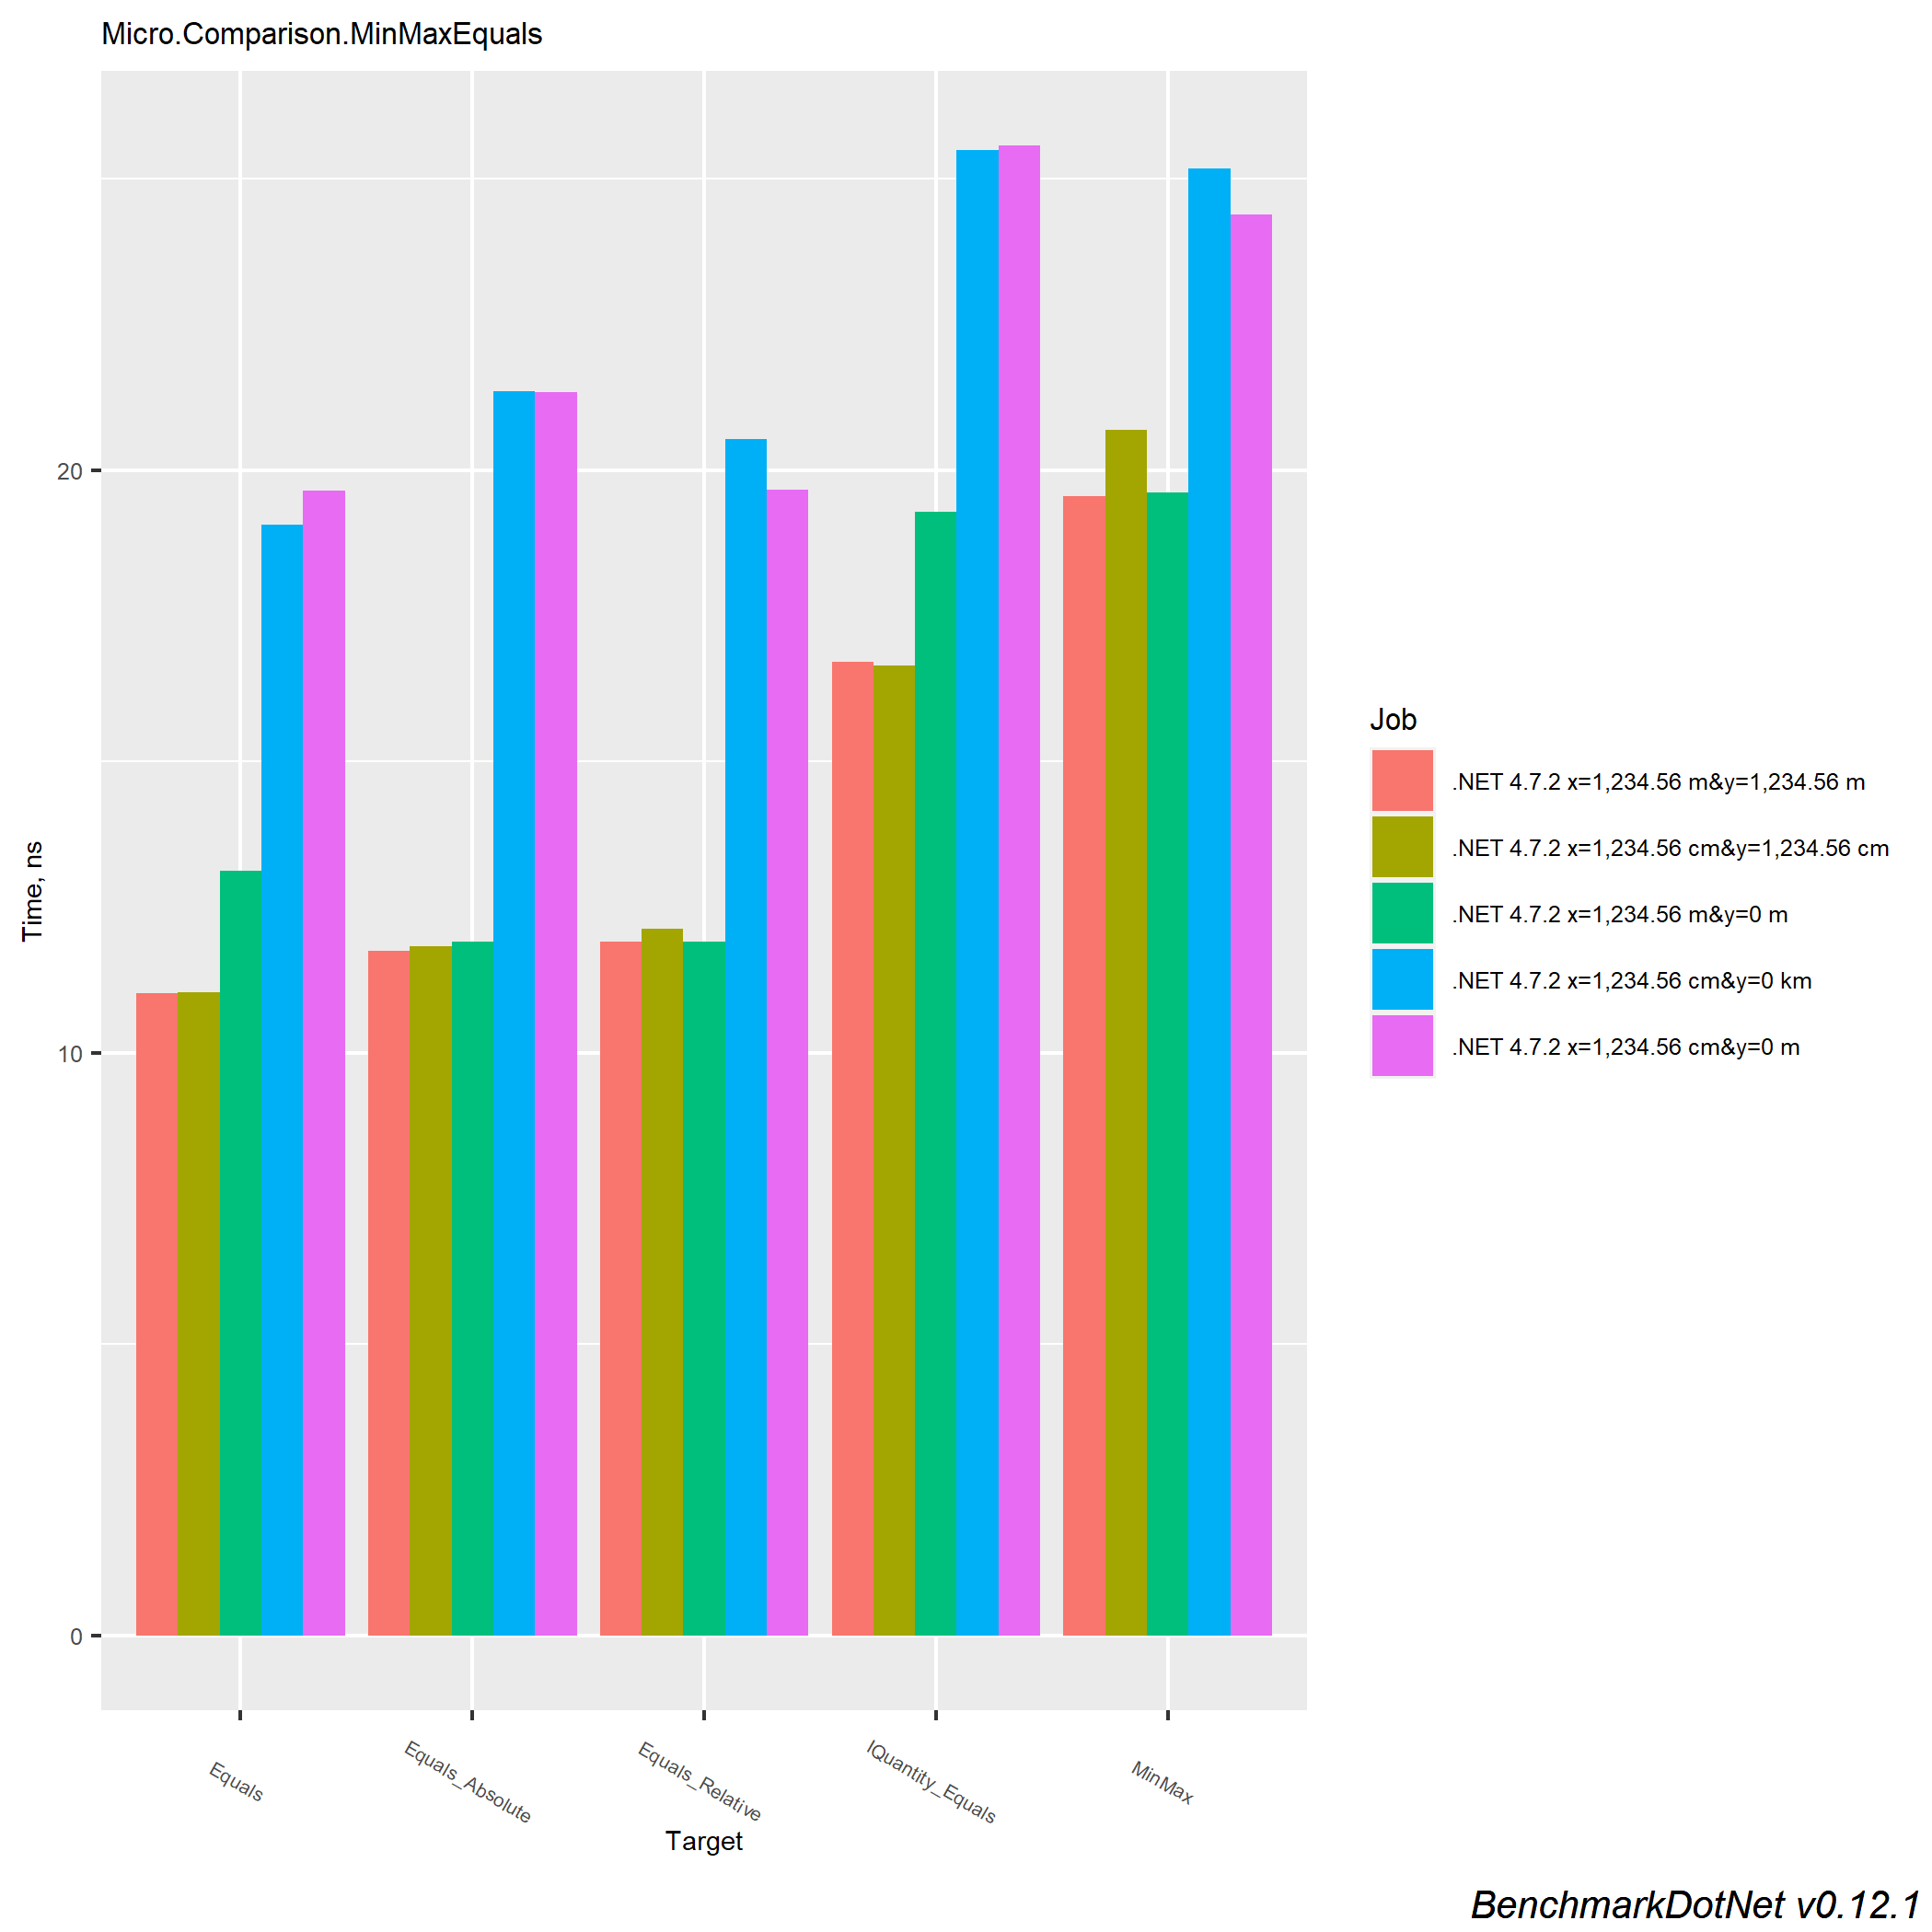 Micro.Comparison.MinMaxEquals
Time, ns
20
10
0
Equals
Equals_Absolute
Equals_Relative
IQuantity_Equals
MinMax
Target
Job
.NET 4.7.2 x=1,234.56 m&y=1,234.56 m
.NET 4.7.2 x=1,234.56 cm&y=1,234.56 cm
.NET 4.7.2 x=1,234.56 m&y=0 m
.NET 4.7.2 x=1,234.56 cm&y=0 km
.NET 4.7.2 x=1,234.56 cm&y=0 m
BenchmarkDotNet v0.12.1